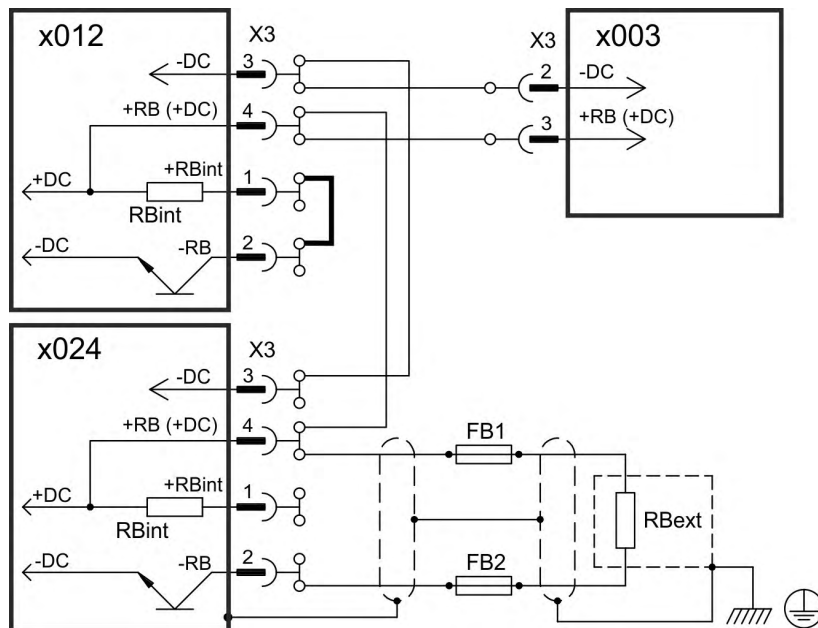 x012
X3
-DC
3
+RB (+DC)
4
+DC
+RBint
1
RBint
-DC
-RB
2
X3
x003
2
-DC
3
+RB (+DC)
x024
X3
-DC
3
+RB (+DC)
4
+DC
+RBint
1
RBint
-DC
-RB
2
FB1
FB2
RBext